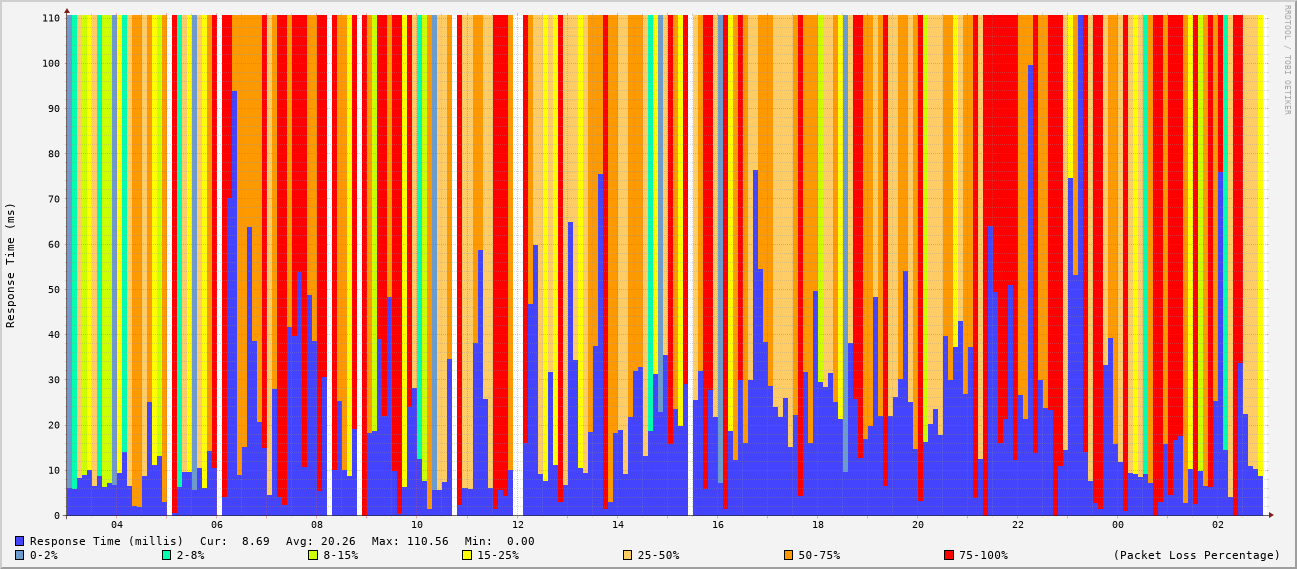 RRDTOOL / TOBI OETIKER
Response Time (ms)
110
100
90
80
70
60
50
40
30
20
10
0
04 06 08 10 12 14 16 18 20 22 00 02
Response Time (millis) Cur: 8.69 Avg: 20.26 Max: 110.56 Min: 0.00
0-2% 2-8% 8-15% 15-25% 25-50% 50-75% 75-100% (Packet Loss Percentage)